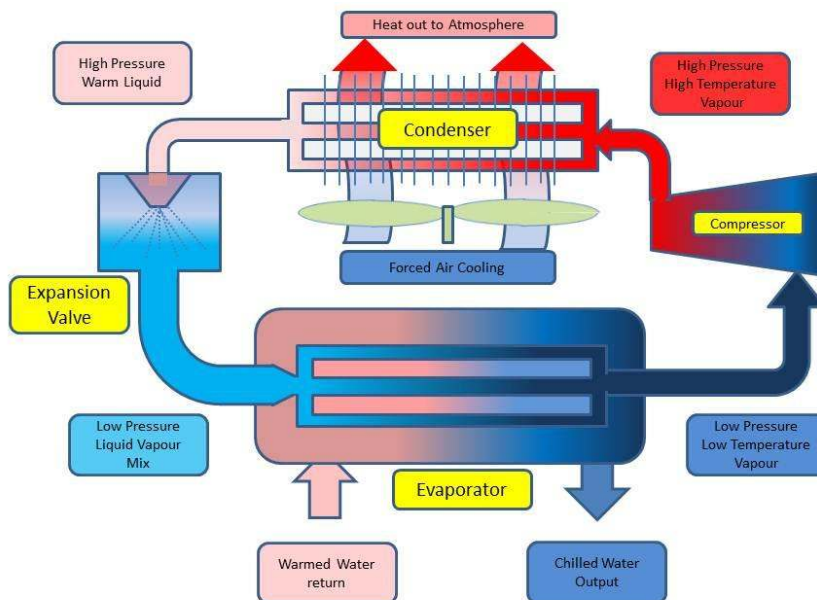 Heat out to Atmosphere
High Pressure
Warm Liquid
High Pressure
High Temperature
Vapour
Condenser
Compressor
Forced Air Cooling
Expansion
Valve
Low Pressure
Liquid Vapour
Mix
Low Pressure
Low Temperature
Vapour
Evaporator
Warmed Water
return
Chilled Water
Output